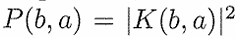 P(b, a) = |K(b, a)|²